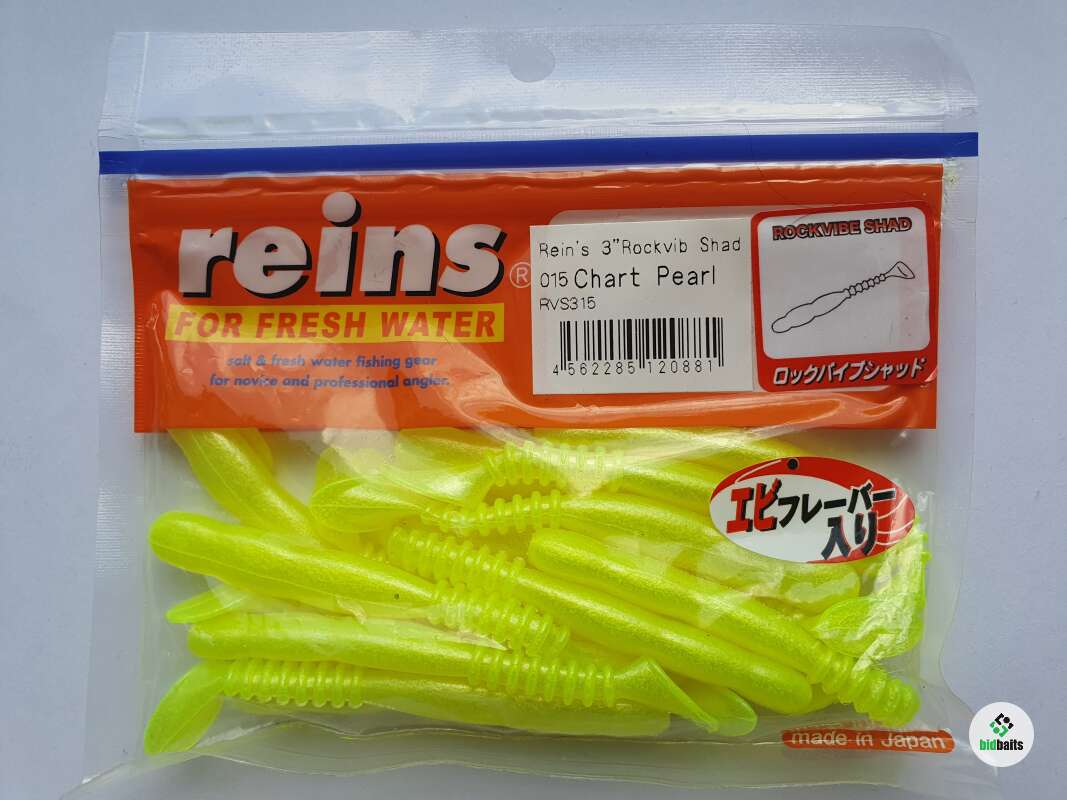 reins®
FOR FRESH WATER
salt & fresh water fishing gear
for novice and professional angler.
Rein's 3"Rockvib Shad
015 Chart Pearl
RVS315
4 562285 120881
ROCKVIBE SHAD
ロックバイブシャッド
エビフレーバー
入り
made in Japan
bidbaits